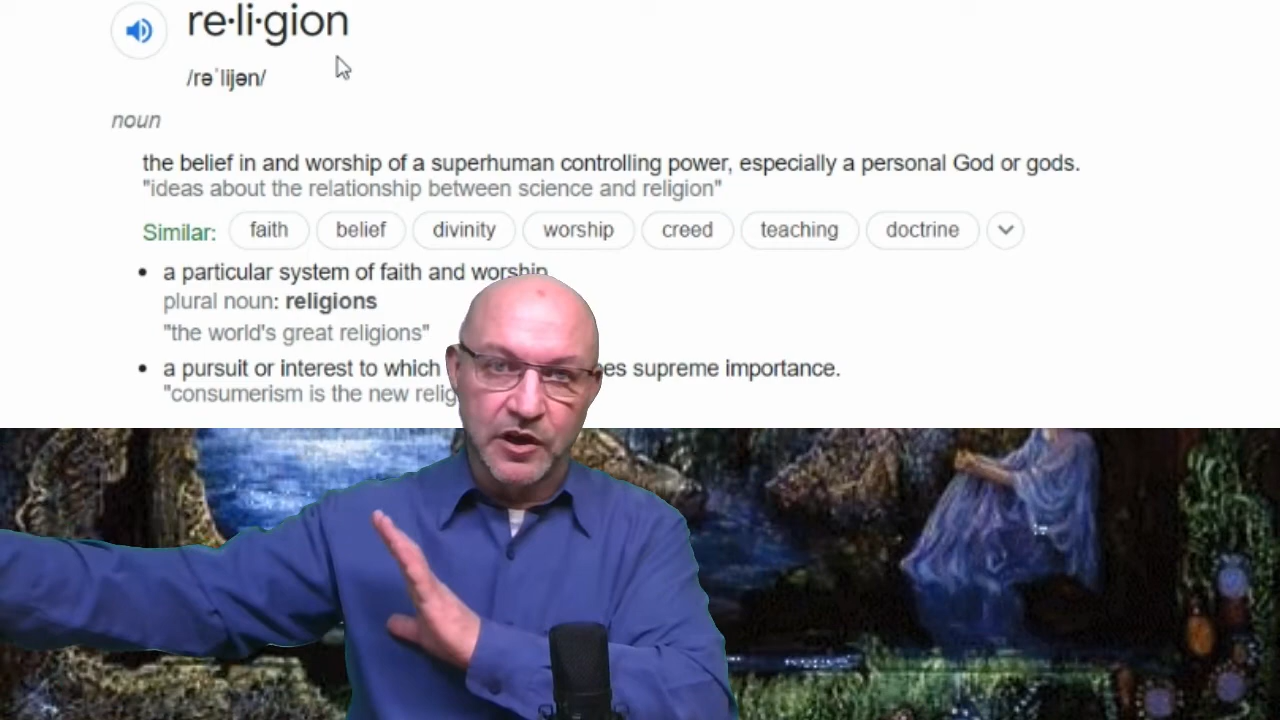 re·li·gion
/rəˈlijən/
noun
the belief in and worship of a superhuman controlling power, especially a personal God or gods.
"ideas about the relationship between science and religion"
Similar: faith belief divinity worship creed teaching doctrine
• a particular system of faith and worship
plural noun: religions
"the world's great religions"
• a pursuit or interest to which supreme importance.
"consumerism is the new